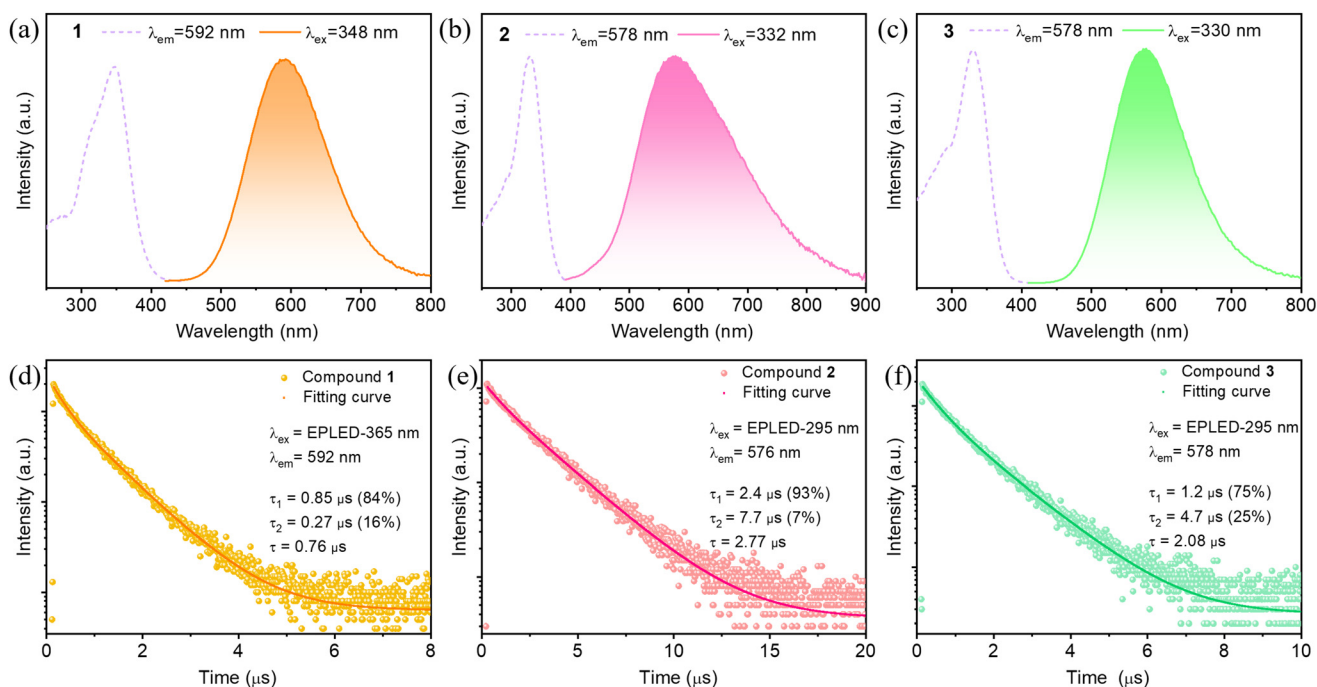 (a)
1
λem=592 nm
λex=348 nm
Intensity (a.u.)
300 400 500 600 700 800
Wavelength (nm)
(b)
2
λem=578 nm
λex=332 nm
Intensity (a.u.)
300 400 500 600 700 800 900
Wavelength (nm)
(c)
3
λem=578 nm
λex=330 nm
Intensity (a.u.)
300 400 500 600 700 800
Wavelength (nm)
(d)
Compound 1
Fitting curve
λex = EPLED-365 nm
λem = 592 nm
τ1 = 0.85 μs (84%)
τ2 = 0.27 μs (16%)
τ = 0.76 μs
Intensity (a.u.)
0 2 4 6 8
Time (μs)
(e)
Compound 2
Fitting curve
λex = EPLED-295 nm
λem = 576 nm
τ1 = 2.4 μs (93%)
τ2 = 7.7 μs (7%)
τ = 2.77 μs
Intensity (a.u.)
0 5 10 15 20
Time (μs)
(f)
Compound 3
Fitting curve
λex = EPLED-295 nm
λem = 578 nm
τ1 = 1.2 μs (75%)
τ2 = 4.7 μs (25%)
τ = 2.08 μs
Intensity (a.u.)
0 2 4 6 8 10
Time (μs)